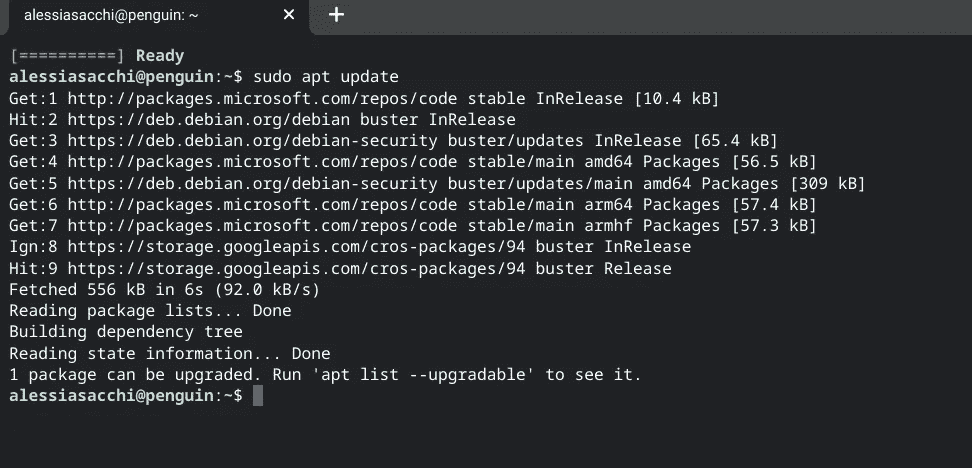 alessiasacchi@penguin: ~
[==========] Ready
alessiasacchi@penguin:~$ sudo apt update
Get:1 http://packages.microsoft.com/repos/code stable InRelease [10.4 kB]
Hit:2 https://deb.debian.org/debian buster InRelease
Get:3 https://deb.debian.org/debian-security buster/updates InRelease [65.4 kB]
Get:4 http://packages.microsoft.com/repos/code stable/main amd64 Packages [56.5 kB]
Get:5 https://deb.debian.org/debian-security buster/updates/main amd64 Packages [309 kB]
Get:6 http://packages.microsoft.com/repos/code stable/main arm64 Packages [57.4 kB]
Get:7 http://packages.microsoft.com/repos/code stable/main armhf Packages [57.3 kB]
Ign:8 https://storage.googleapis.com/cros-packages/94 buster InRelease
Hit:9 https://storage.googleapis.com/cros-packages/94 buster Release
Fetched 556 kB in 6s (92.0 kB/s)
Reading package lists... Done
Building dependency tree
Reading state information... Done
1 package can be upgraded. Run 'apt list --upgradable' to see it.
alessiasacchi@penguin:~$